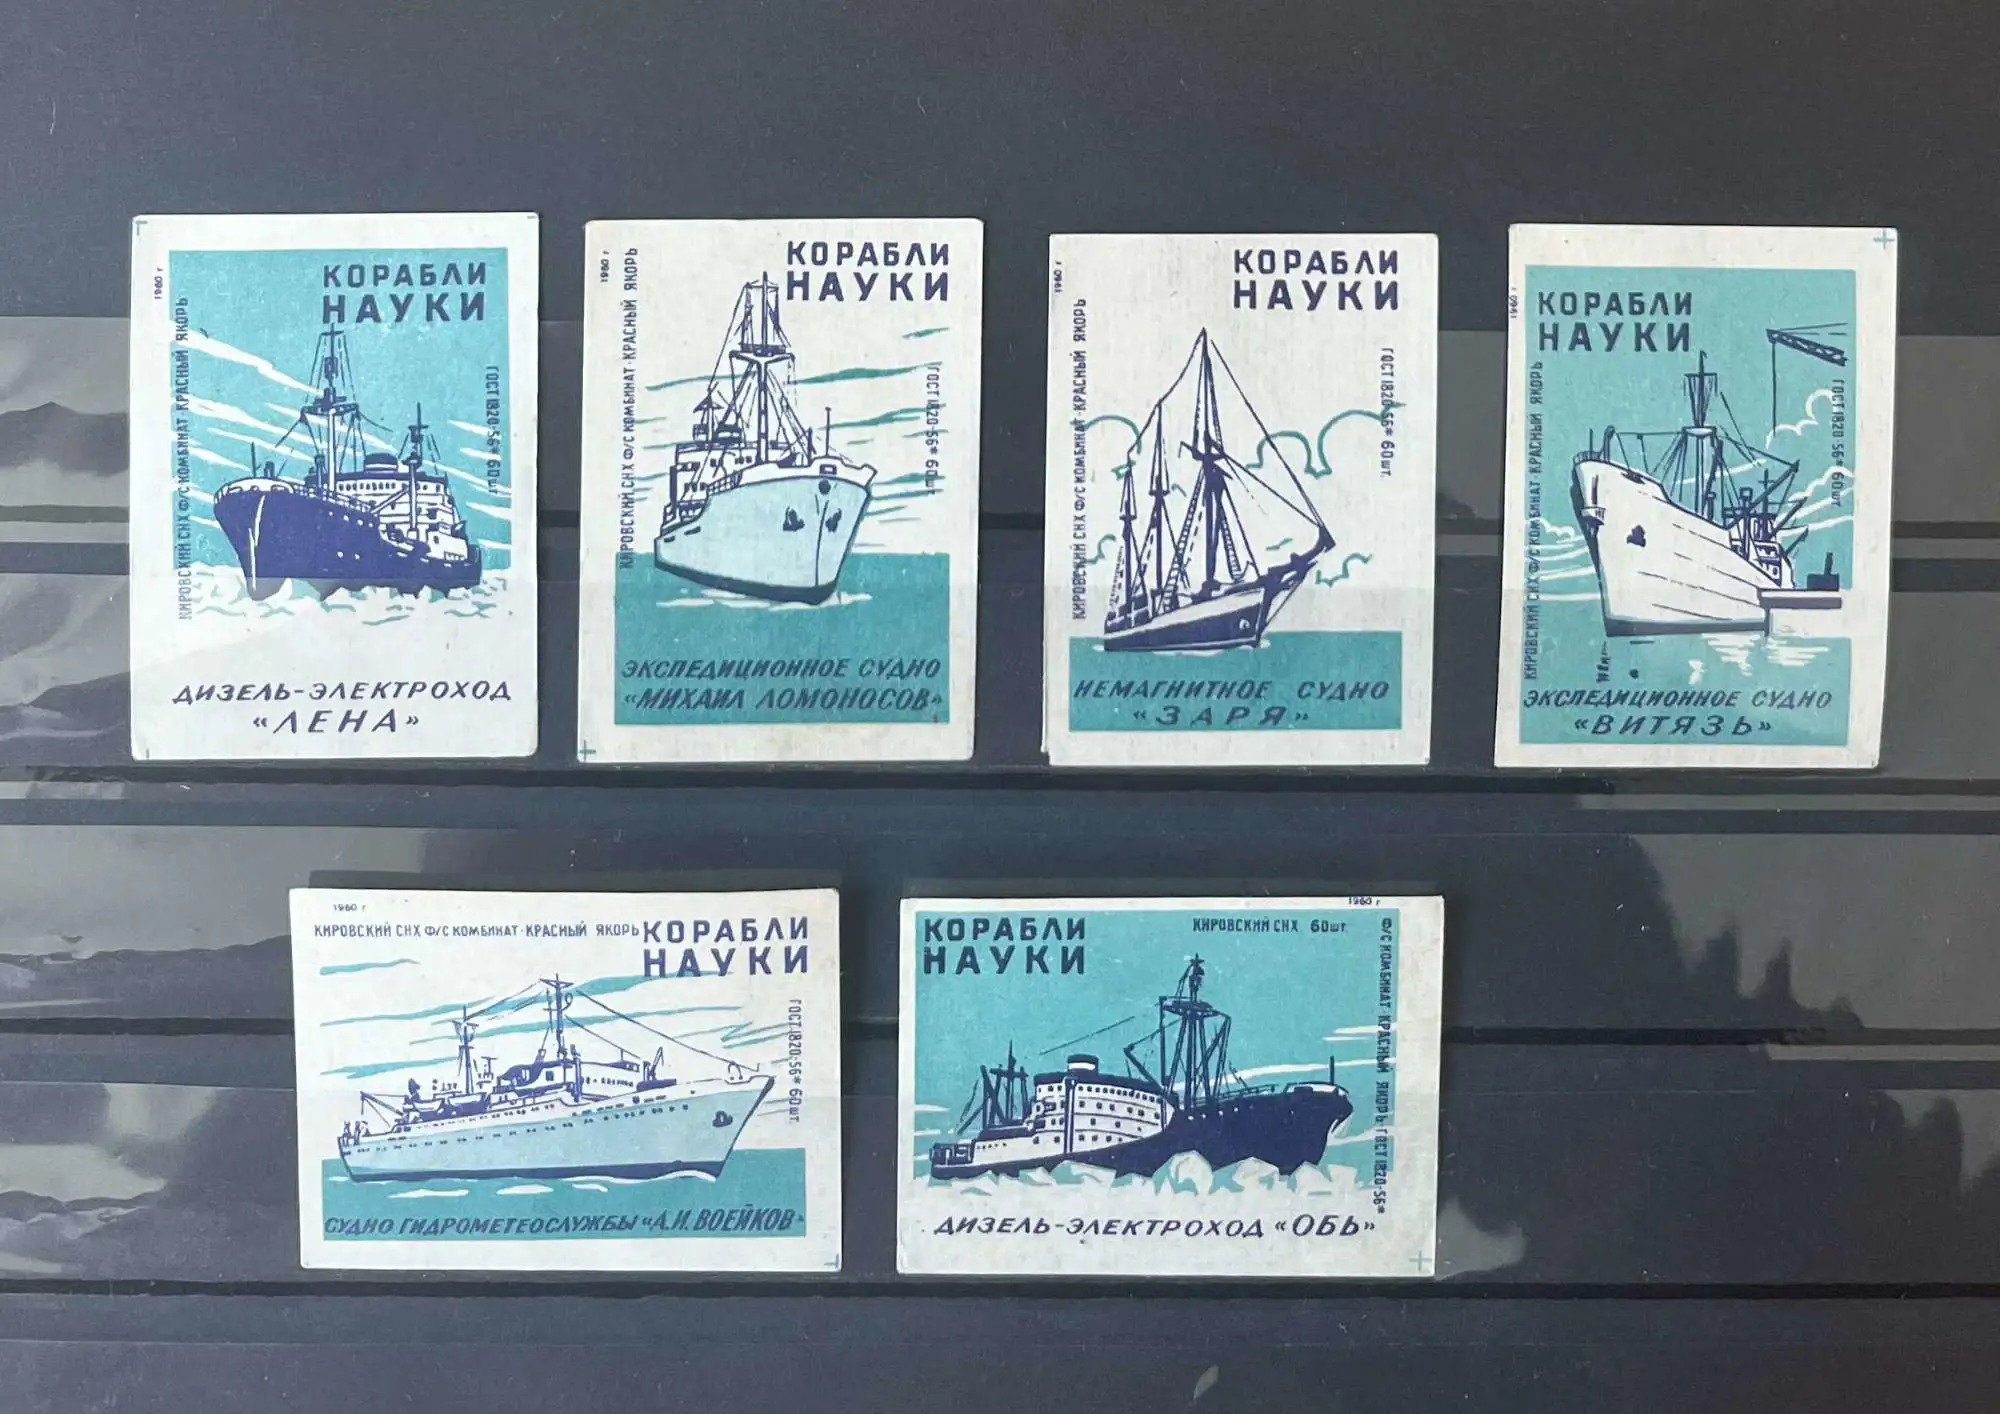 1960 г
КИРОВСКИЙ СНХ Ф/С КОМБИНАТ·КРАСНЫЙ ЯКОРЬ
КОРАБЛИ
НАУКИ
ГОСТ 1820-56* 60шт.
ДИЗЕЛЬ-ЭЛЕКТРОХОД
«ЛЕНА»
1960 г
КИРОВСКИЙ СНХ Ф/С КОМБИНАТ·КРАСНЫЙ ЯКОРЬ
КОРАБЛИ
НАУКИ
ГОСТ 1820-56* 60шт.
ЭКСПЕДИЦИОННОЕ СУДНО
«МИХАИЛ ЛОМОНОСОВ»
1960 г
КИРОВСКИЙ СНХ Ф/С КОМБИНАТ·КРАСНЫЙ ЯКОРЬ
КОРАБЛИ
НАУКИ
ГОСТ 1820-56* 60шт.
НЕМАГНИТНОЕ СУДНО
«ЗАРЯ»
1960 г
КИРОВСКИЙ СНХ Ф/С КОМБИНАТ·КРАСНЫЙ ЯКОРЬ
КОРАБЛИ
НАУКИ
ГОСТ 1820-56* 60шт.
ЭКСПЕДИЦИОННОЕ СУДНО
«ВИТЯЗЬ»
1960 г
КИРОВСКИЙ СНХ Ф/С КОМБИНАТ·КРАСНЫЙ ЯКОРЬ
КОРАБЛИ
НАУКИ
ГОСТ 1820-56* 60шт.
СУДНО ГИДРОМЕТЕОСЛУЖБЫ «А.И. ВОЕЙКОВ»
1960 г
КОРАБЛИ
НАУКИ
КИРОВСКИЙ СНХ 60шт.
Ф/С КОМБИНАТ·КРАСНЫЙ ЯКОРЬ·ГОСТ 1820-56*
ДИЗЕЛЬ-ЭЛЕКТРОХОД «ОБЬ»